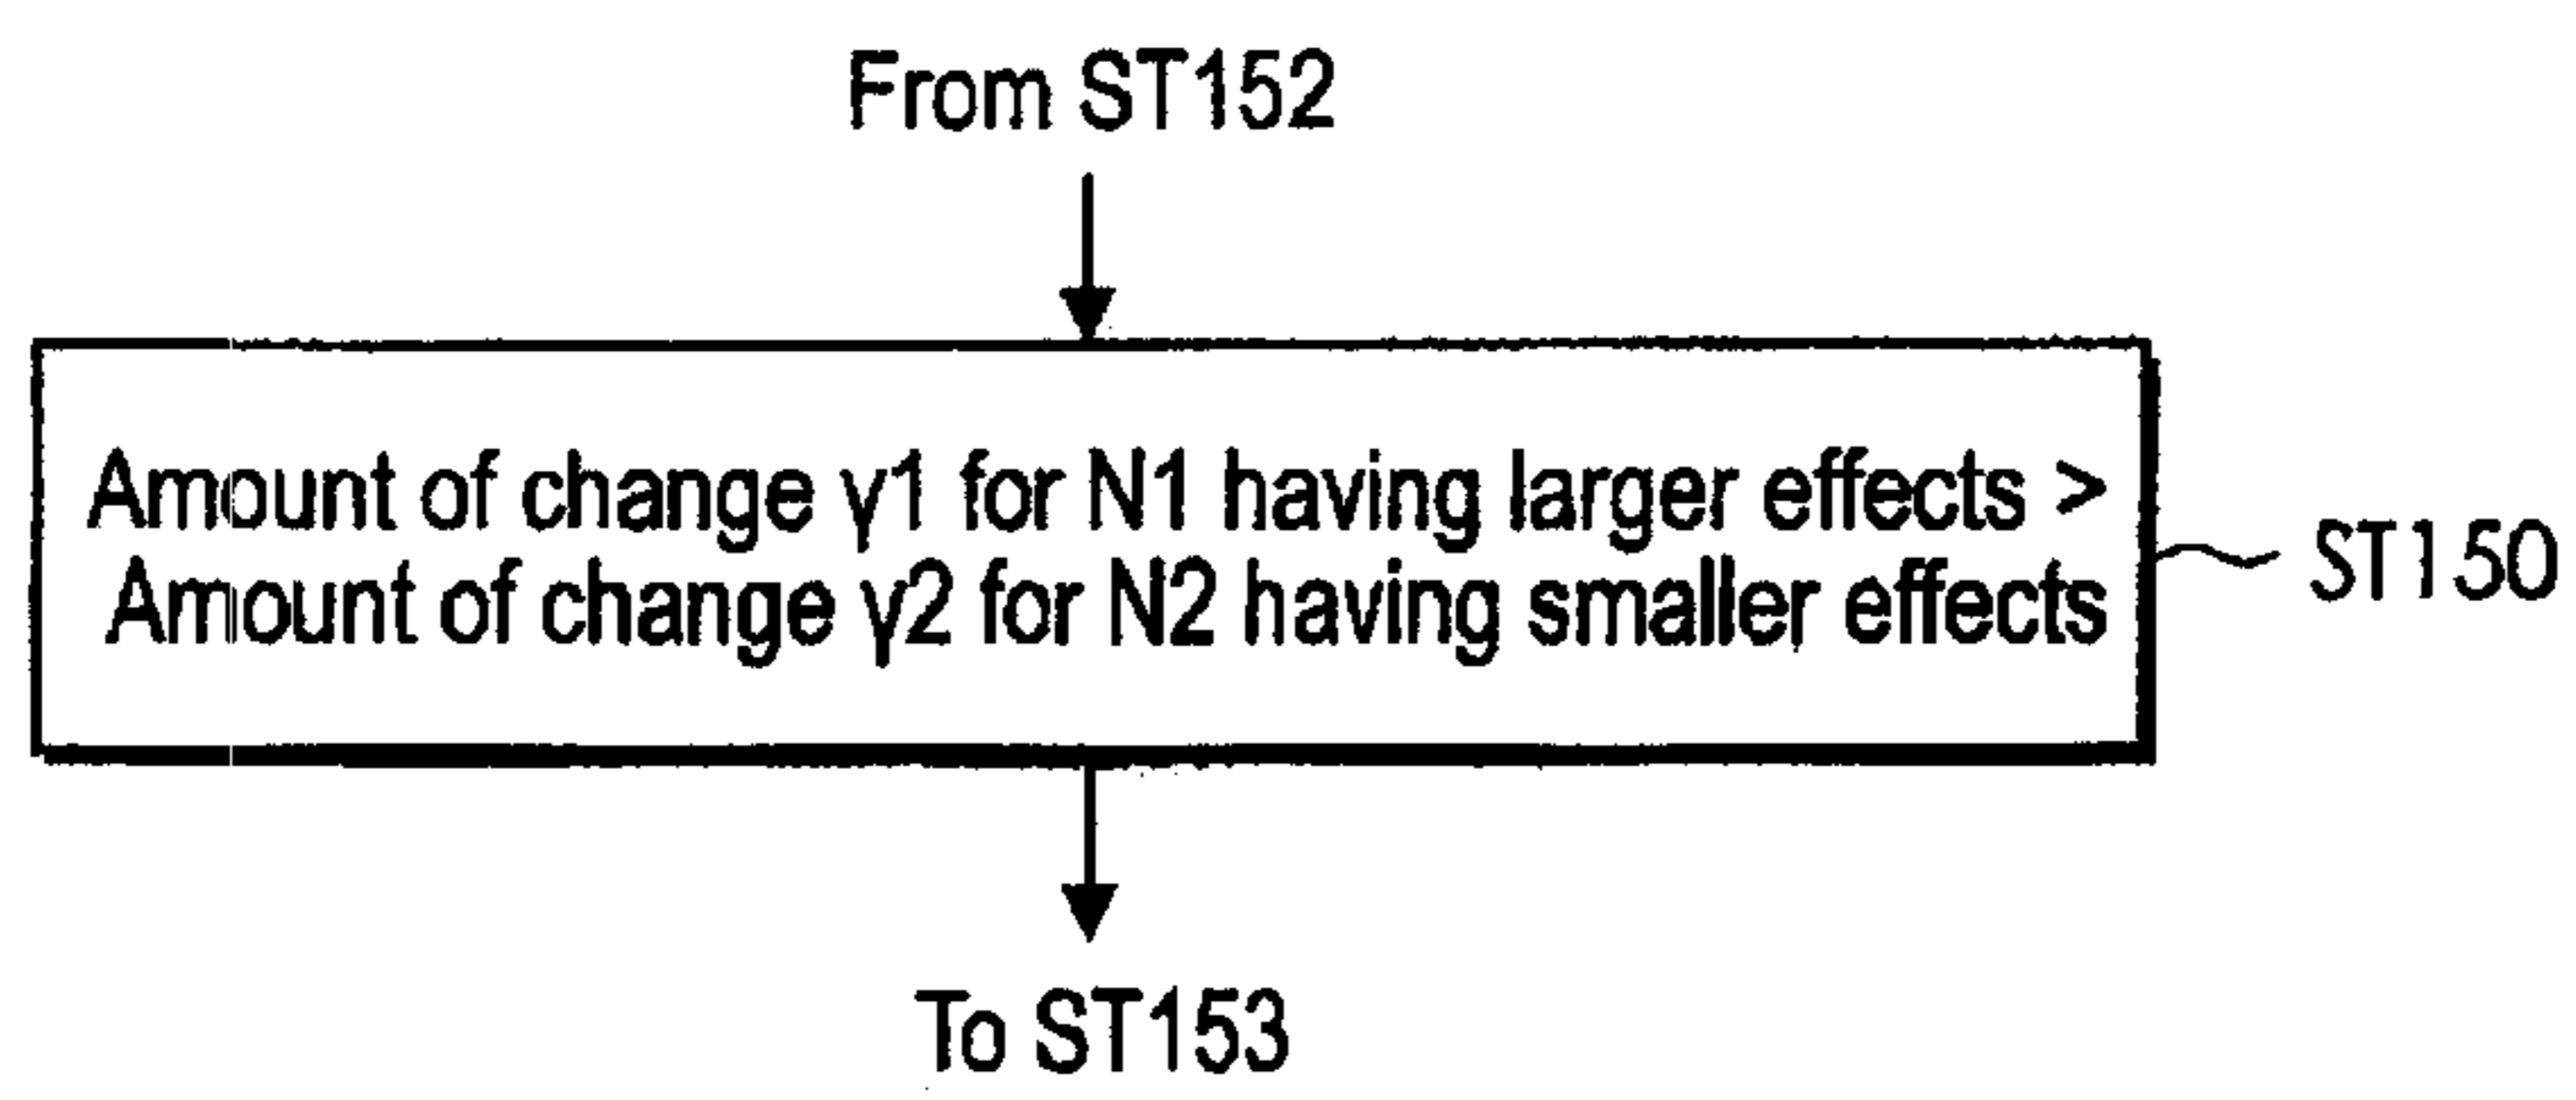 From ST152
Amount of change γ1 for N1 having larger effects >
Amount of change γ2 for N2 having smaller effects
ST150
To ST153